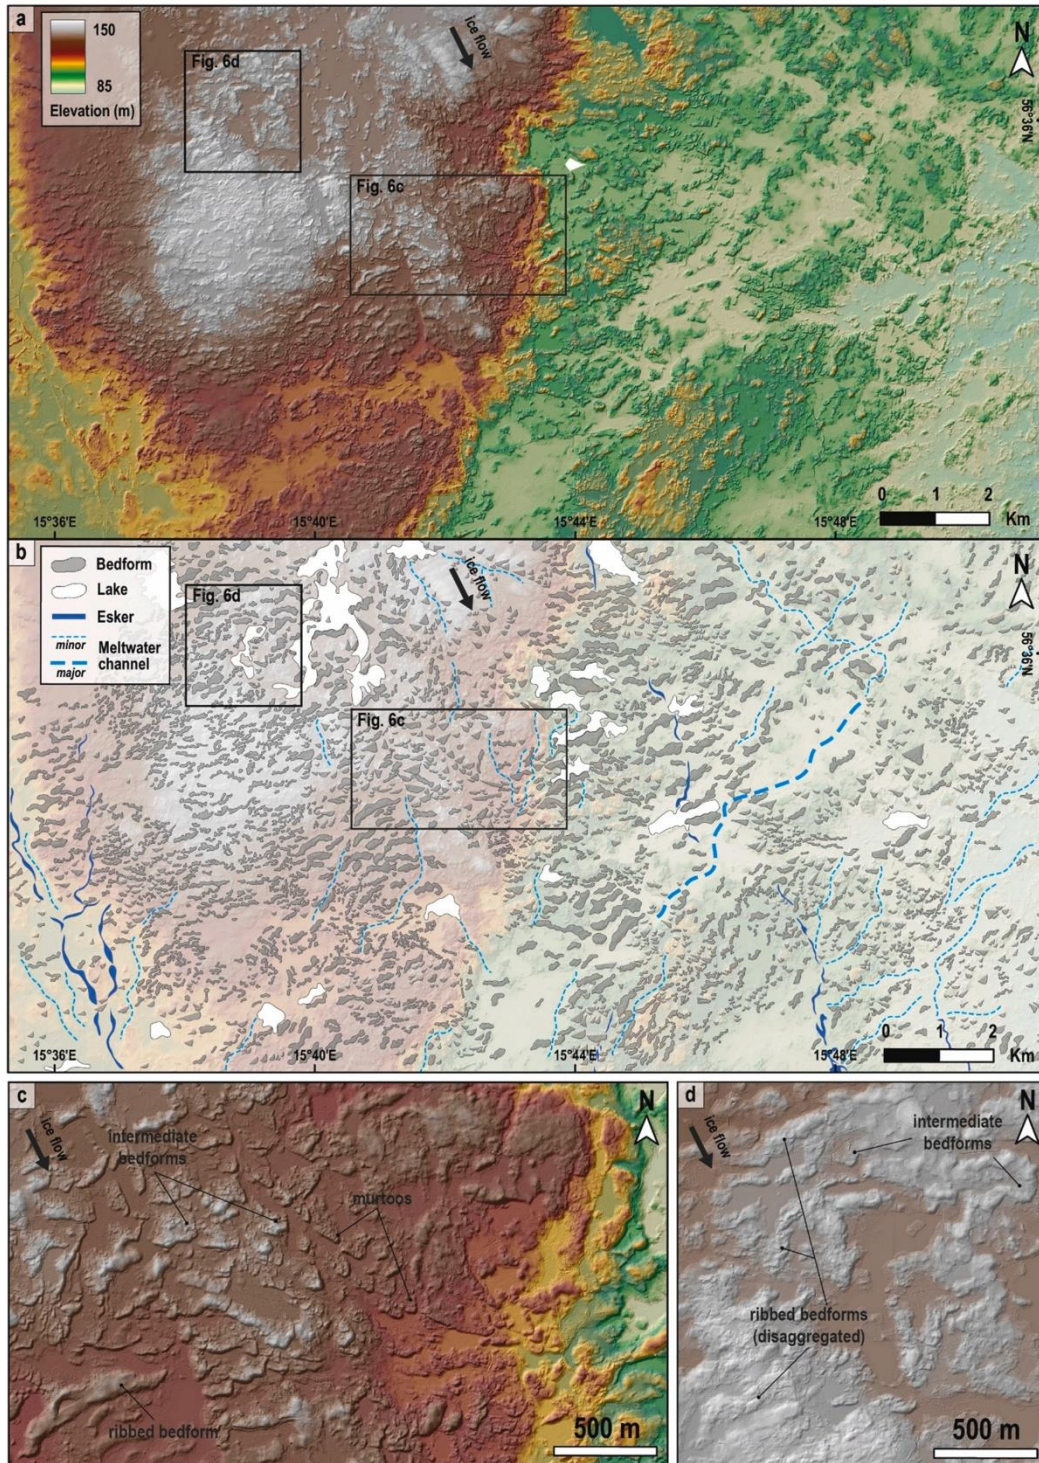 a
150
85
Elevation (m)
Fig. 6d
ice flow
N
56°36'N
Fig. 6c
0 1 2
Km
15°36'E
15°40'E
15°44'E
15°48'E
b
Bedform
Lake
Esker
minor
Meltwater
channel
major
Fig. 6d
ice flow
N
56°36'N
Fig. 6c
0 1 2
Km
15°36'E
15°40'E
15°44'E
15°48'E
c
ice flow
intermediate
bedforms
murtoos
ribbed bedform
N
500 m
d
ice flow
intermediate
bedforms
N
ribbed bedforms
(disaggregated)
500 m